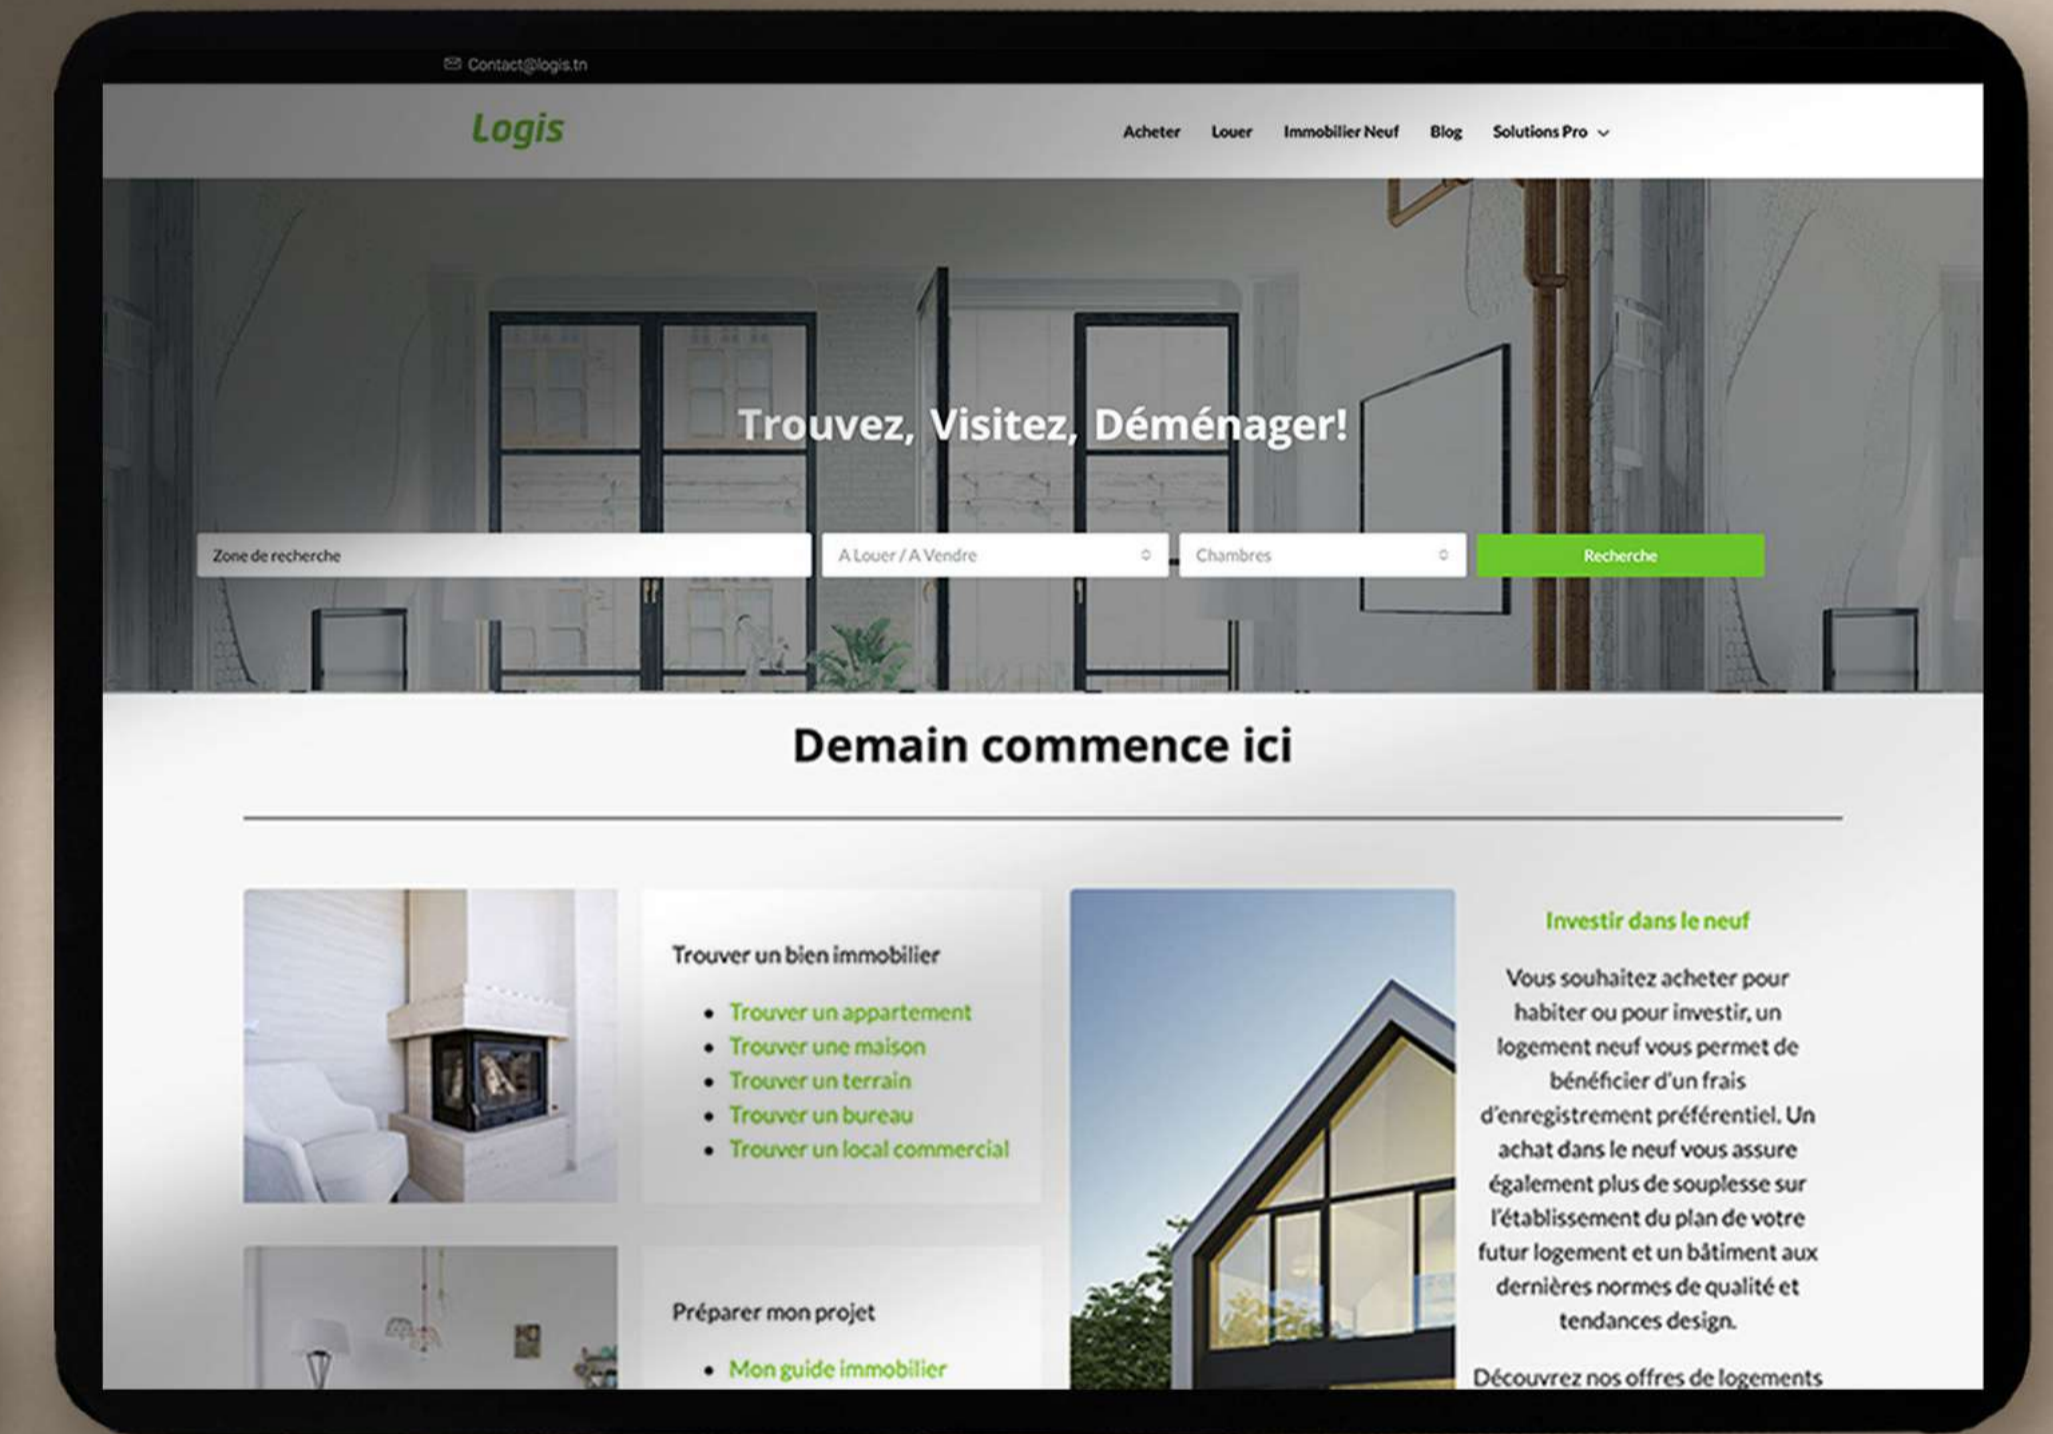 Contact@logis.tn
Logis
Acheter Louer Immobilier Neuf Blog Solutions Pro
Trouvez, Visitez, Déménager!
Zone de recherche
A Louer / A Vendre
Chambres
Recherche
Demain commence ici
Trouver un bien immobilier
Trouver un appartement
Trouver une maison
Trouver un terrain
Trouver un bureau
Trouver un local commercial
Préparer mon projet
Mon guide immobilier
Investir dans le neuf
Vous souhaitez acheter pour
habiter ou pour investir, un
logement neuf vous permet de
bénéficier d'un frais
d'enregistrement préférentiel. Un
achat dans le neuf vous assure
également plus de souplesse sur
l'établissement du plan de votre
futur logement et un bâtiment aux
dernières normes de qualité et
tendances design.
Découvrez nos offres de logements